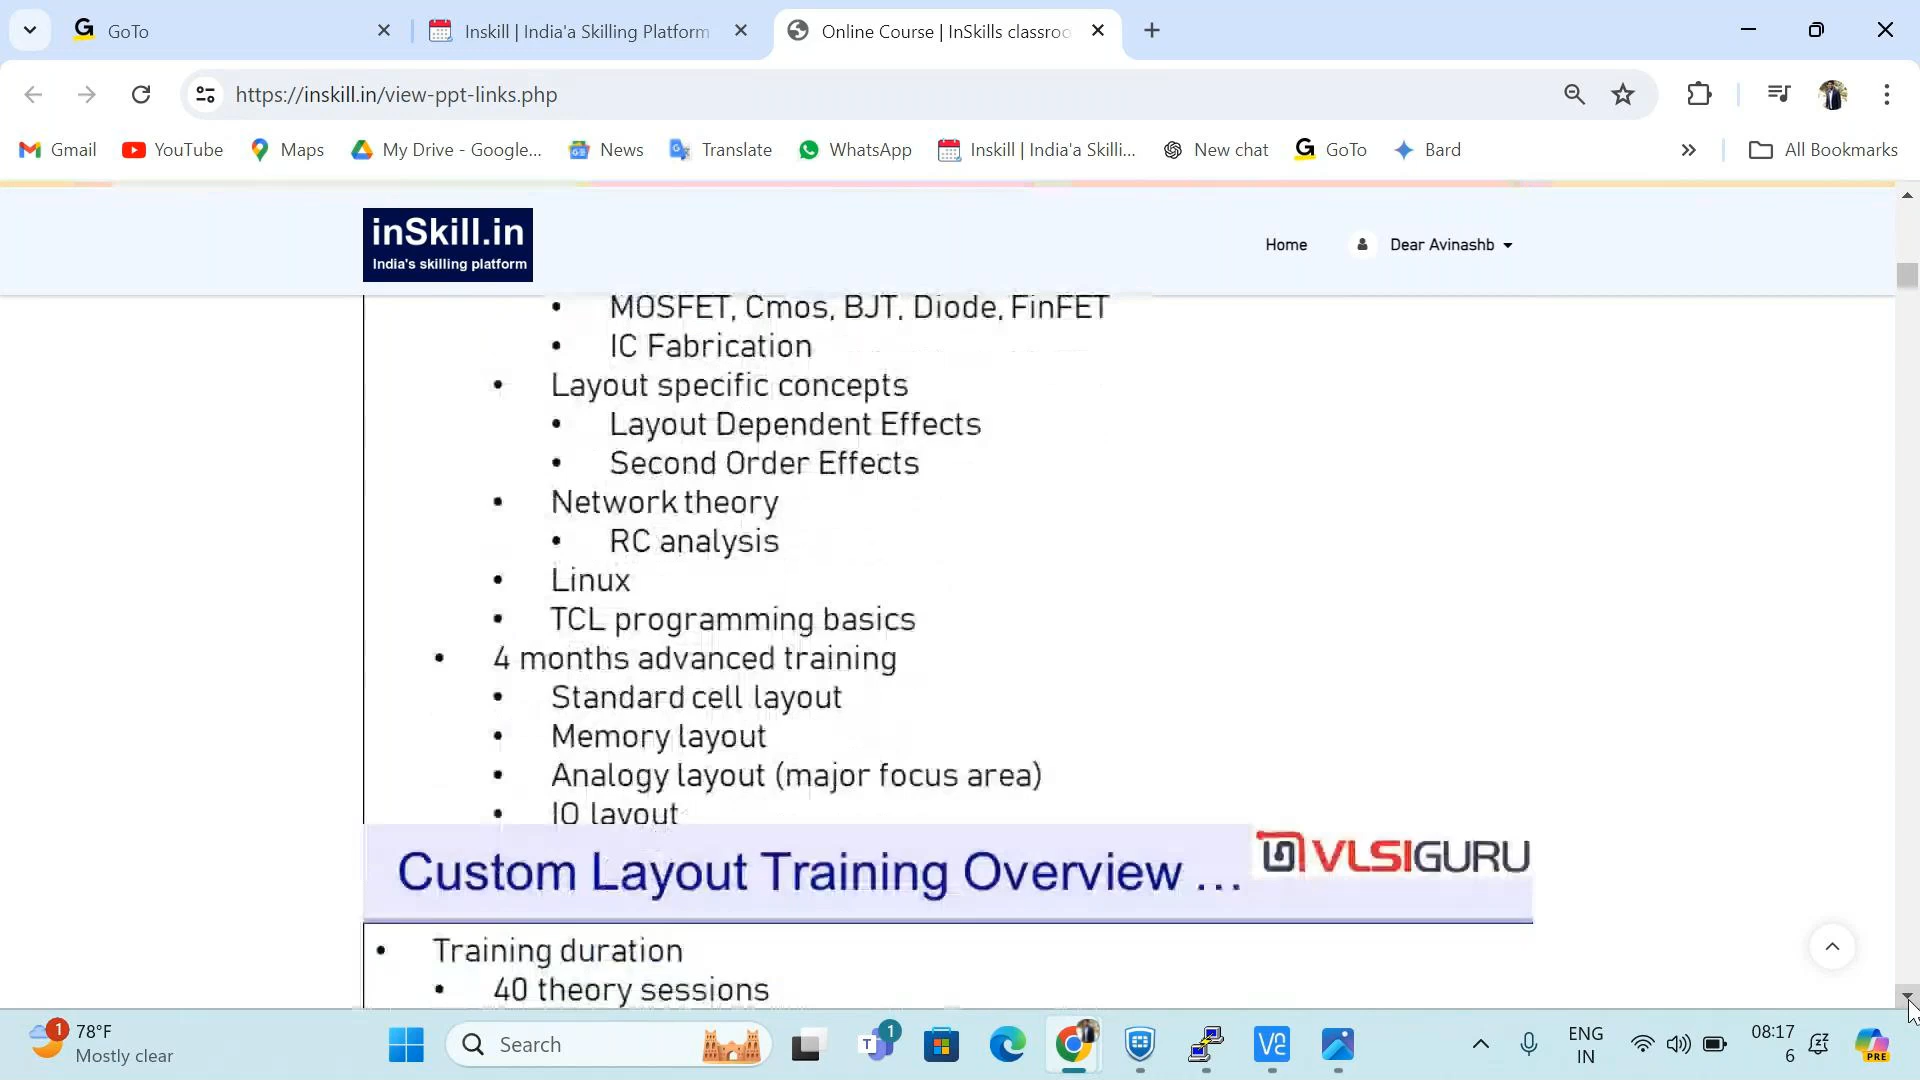 GoTo
Inskill | India'a Skilling Platform
Online Course | InSkills classroo
https://inskill.in/view-ppt-links.php
Gmail
YouTube
Maps
My Drive - Google...
News
Translate
WhatsApp
Inskill | India'a Skilli...
New chat
GoTo
Bard
All Bookmarks
inSkill.in
India's skilling platform
Home
Dear Avinashb
• MOSFET, Cmos, BJT, Diode, FinFET
• IC Fabrication
• Layout specific concepts
• Layout Dependent Effects
• Second Order Effects
• Network theory
• RC analysis
• Linux
• TCL programming basics
• 4 months advanced training
• Standard cell layout
• Memory layout
• Analogy layout (major focus area)
• IO layout
Custom Layout Training Overview ...
VLSIGURU
• Training duration
• 40 theory sessions
1
78°F
Mostly clear
Search
1
ENG
IN
08:17
6
PRE